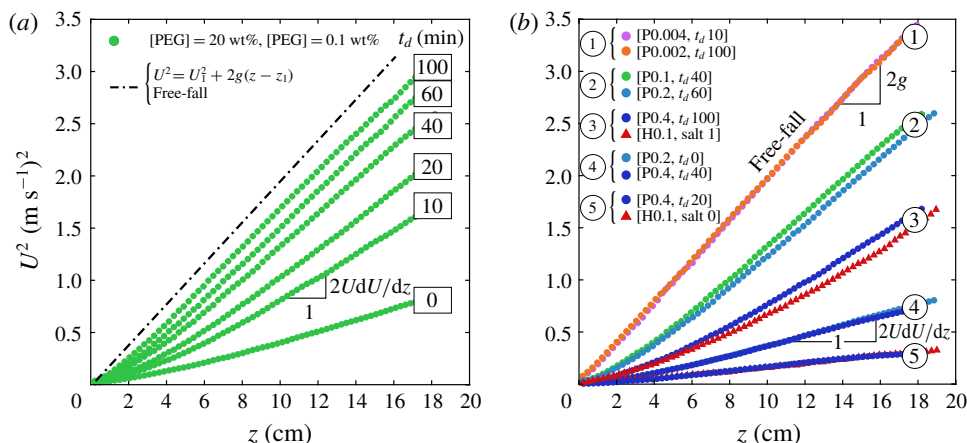 (a)
[PEG] = 20 wt%, [PEG] = 0.1 wt%
t_d (min)
U² = U₁² + 2g(z − z₁)
Free-fall
100
60
40
20
10
0
2UdU/dz
1
3.5
3.0
2.5
2.0
1.5
1.0
0.5
0
2 4 6 8 10 12 14 16 18 20
U² (m s⁻¹)²
z (cm)
(b)
1
[P0.004, t_d 10]
[P0.002, t_d 100]
2
[P0.1, t_d 40]
[P0.2, t_d 60]
3
[P0.4, t_d 100]
[H0.1, salt 1]
4
[P0.2, t_d 0]
[P0.4, t_d 40]
5
[P0.4, t_d 20]
[H0.1, salt 0]
Free-fall
2g
1
1
2
3
4
5
2UdU/dz
1
3.5
3.0
2.5
2.0
1.5
1.0
0.5
0
2 4 6 8 10 12 14 16 18 20
z (cm)